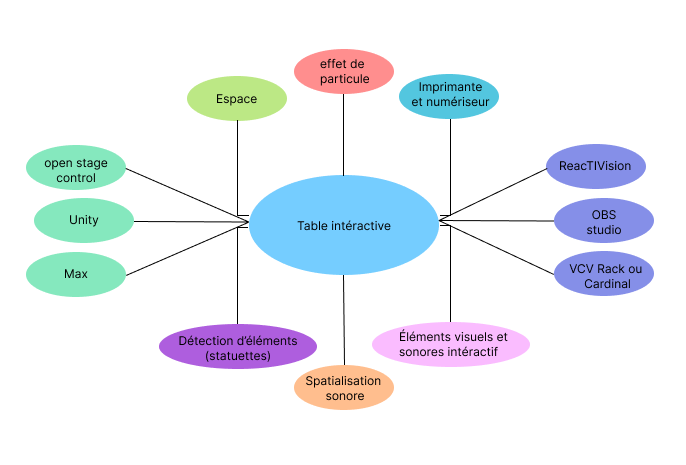 effet de
particule
Imprimante
et numériseur
Espace
open stage
control
ReacTIVision
Unity
Table intéractive
OBS
studio
Max
VCV Rack ou
Cardinal
Détection d'éléments
(statuettes)
Éléments visuels et
sonores intéractif
Spatialisation
sonore